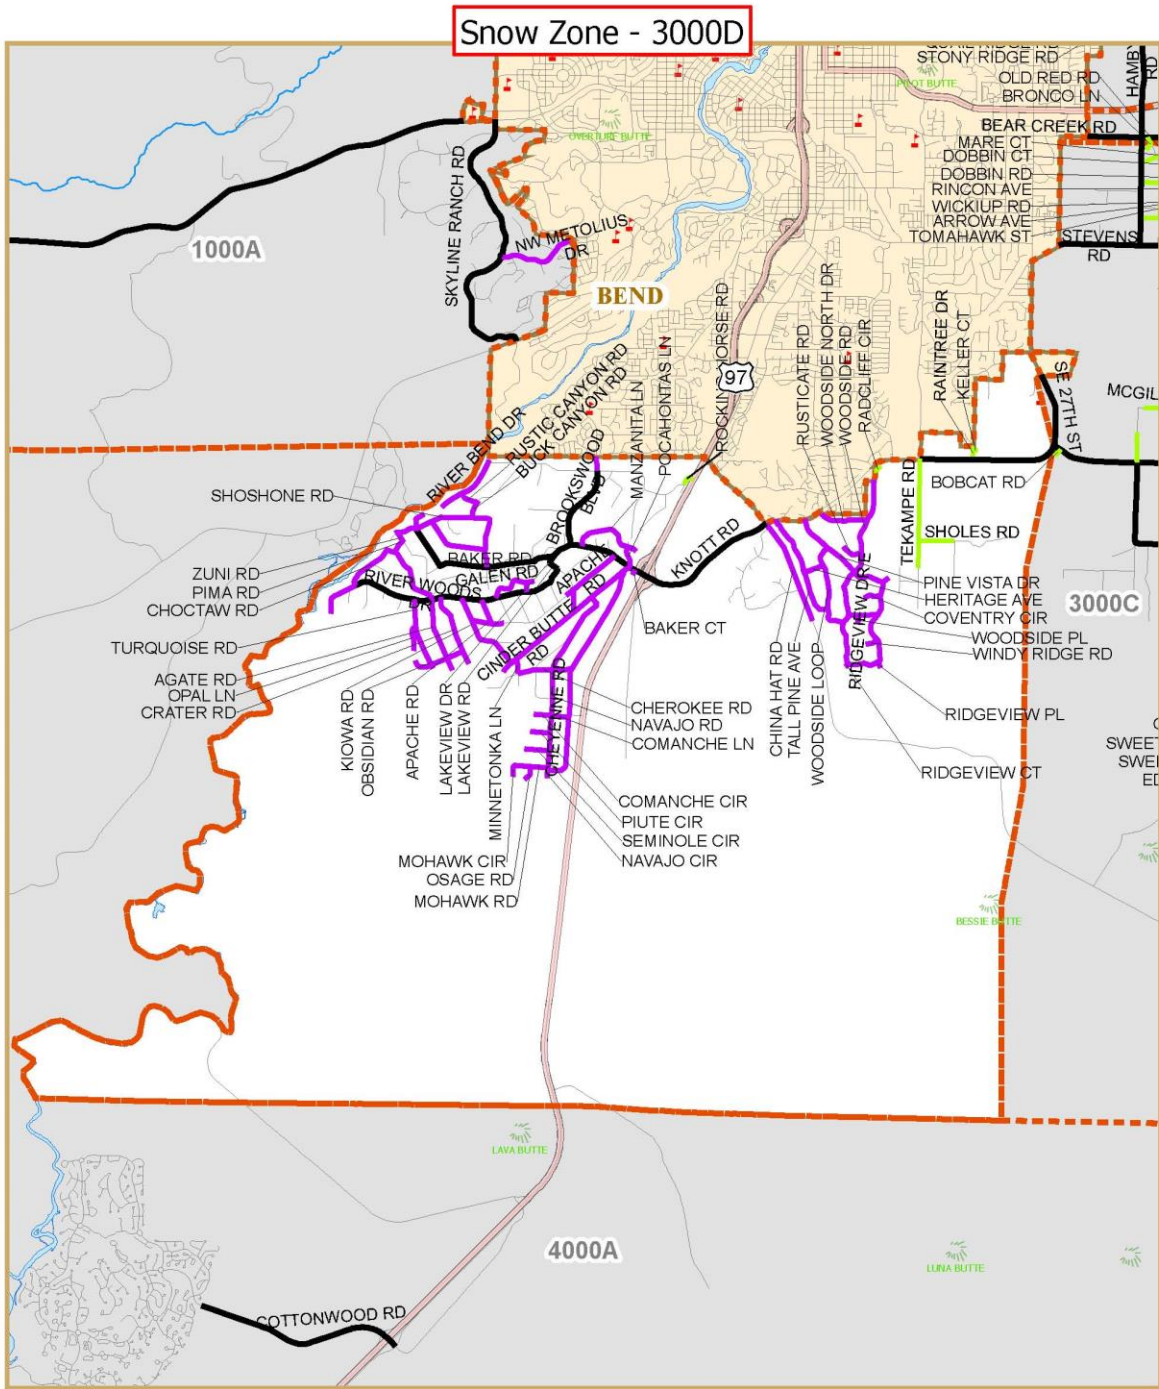 Snow Zone - 3000D
STONY RIDGE RD
PILOT BUTTE
OLD RED RD
BRONCO LN
HAMBY
RD
OVERTURE BUTTE
BEAR CREEK RD
MARE CT
DOBBIN CT
DOBBIN RD
RINCON AVE
WICKIUP RD
ARROW AVE
TOMAHAWK ST
STEVENS
RD
1000A
SKYLINE RANCH RD
NW METOLIUS
DR
BEND
97
ROCKING HORSE RD
RUSTICATE RD
WOODSIDE NORTH DR
WOODSIDE RD
RADCLIFF CIR
RAINTREE DR
KELLER CT
SE 27TH ST
MCGIL
RIVER BEND DR
RUSTIC CANYON RD
BUCK CANYON RD
BROOKSWOOD
BLVD
MANZANITA LN
POCAHONTAS LN
SHOSHONE RD
BOBCAT RD
TEKAMPE RD
SHOLES RD
KNOTT RD
BAKER RD
GALEN RD
APACHE
RD
RIVER WOODS
DR
ZUNI RD
PIMA RD
CHOCTAW RD
CINDER BUTTE
RD
BAKER CT
PINE VISTA DR
HERITAGE AVE
COVENTRY CIR
WOODSIDE PL
WINDY RIDGE RD
3000C
RIDGEVIEW DR E
TURQUOISE RD
AGATE RD
OPAL LN
CRATER RD
KIOWA RD
OBSIDIAN RD
APACHE RD
LAKEVIEW DR
LAKEVIEW RD
MINNETONKA LN
CHEYENNE RD
CHEROKEE RD
NAVAJO RD
COMANCHE LN
CHINA HAT RD
TALL PINE AVE
WOODSIDE LOOP
RIDGEVIEW PL
RIDGEVIEW CT
SWEET
SWE
ED
COMANCHE CIR
PIUTE CIR
SEMINOLE CIR
NAVAJO CIR
MOHAWK CIR
OSAGE RD
MOHAWK RD
BESSIE BUTTE
LAVA BUTTE
4000A
LUNA BUTTE
COTTONWOOD RD